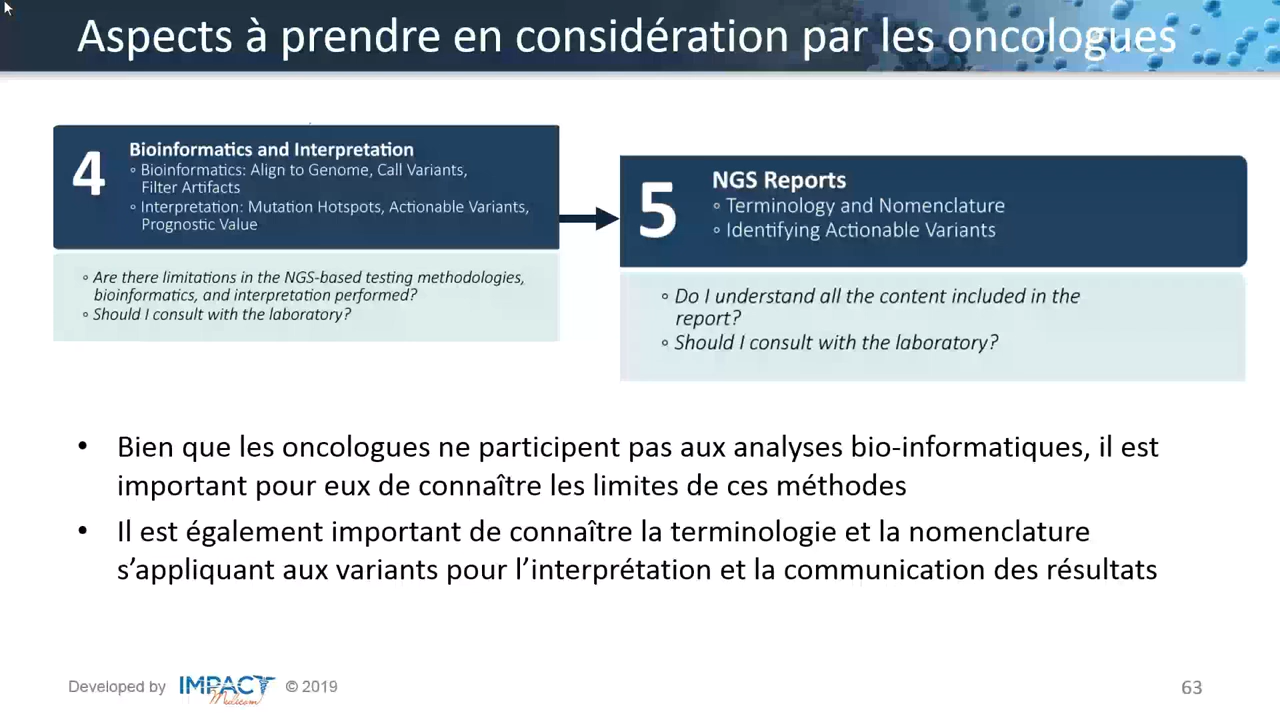 Aspects à prendre en considération par les oncologues
4
Bioinformatics and Interpretation
◦ Bioinformatics: Align to Genome, Call Variants,
Filter Artifacts
◦ Interpretation: Mutation Hotspots, Actionable Variants,
Prognostic Value
◦ Are there limitations in the NGS-based testing methodologies,
bioinformatics, and interpretation performed?
◦ Should I consult with the laboratory?
5
NGS Reports
◦ Terminology and Nomenclature
◦ Identifying Actionable Variants
◦ Do I understand all the content included in the
report?
◦ Should I consult with the laboratory?
• Bien que les oncologues ne participent pas aux analyses bio-informatiques, il est
important pour eux de connaître les limites de ces méthodes
• Il est également important de connaître la terminologie et la nomenclature
s’appliquant aux variants pour l’interprétation et la communication des résultats
Developed by IMPACT Medicom © 2019
63